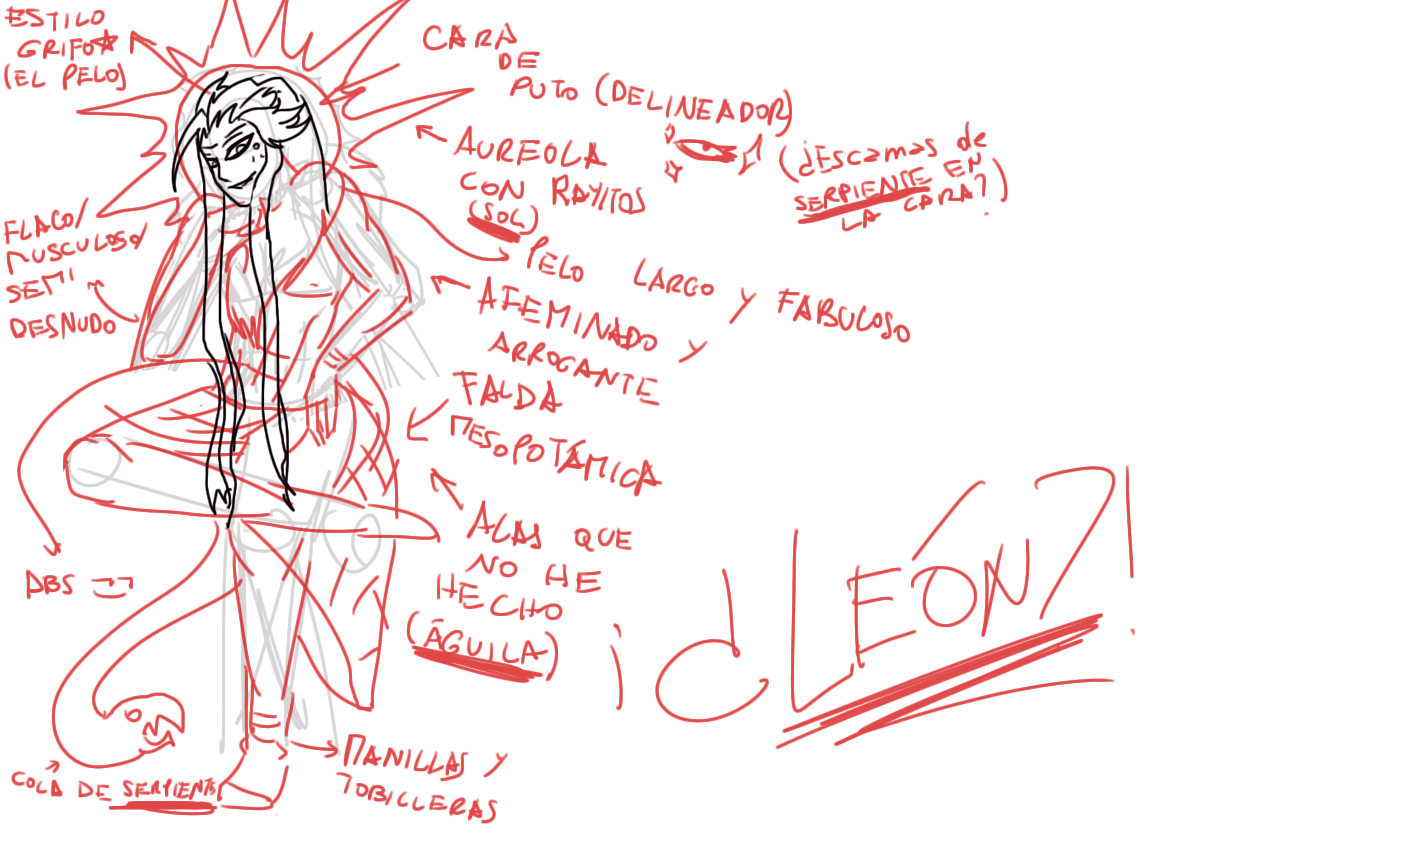 ESTILO
GRIFO☆
(EL PELO)
CARA
DE
PUTO (DELINEADOR)
(¿Escamas de
SERPIENTE EN
LA CARA?)
AUREOLA
CON RAYITOS
(SOL)
FLACO/
MUSCULOSO/
SEMI
DESNUDO
PELO LARGO Y FABULOSO
AFEMINADO Y
ARROGANTE
FALDA
MESOPOTÁMICA
ALAS QUE
NO HE
HECHO
(ÁGUILA)
ABS
¡¿LEÓN?!
MANILLAS Y
TOBILLERAS
COLA DE SERPIENTE